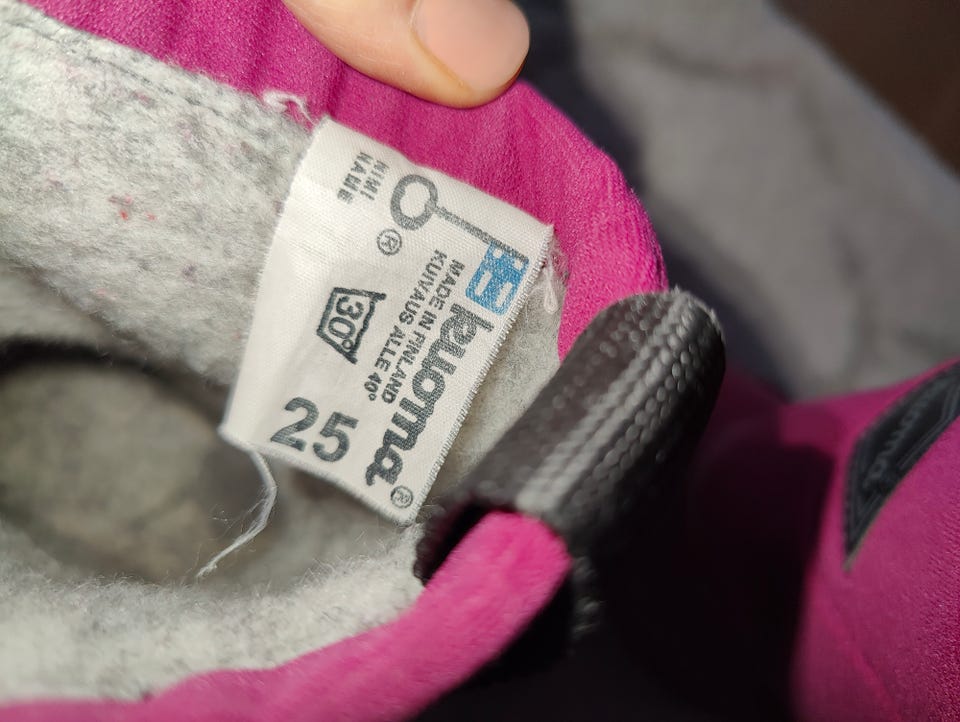 NIMI
NAME
®
kuoma®
MADE IN FINLAND
KUIVAUS ALLE 40°
30°
25